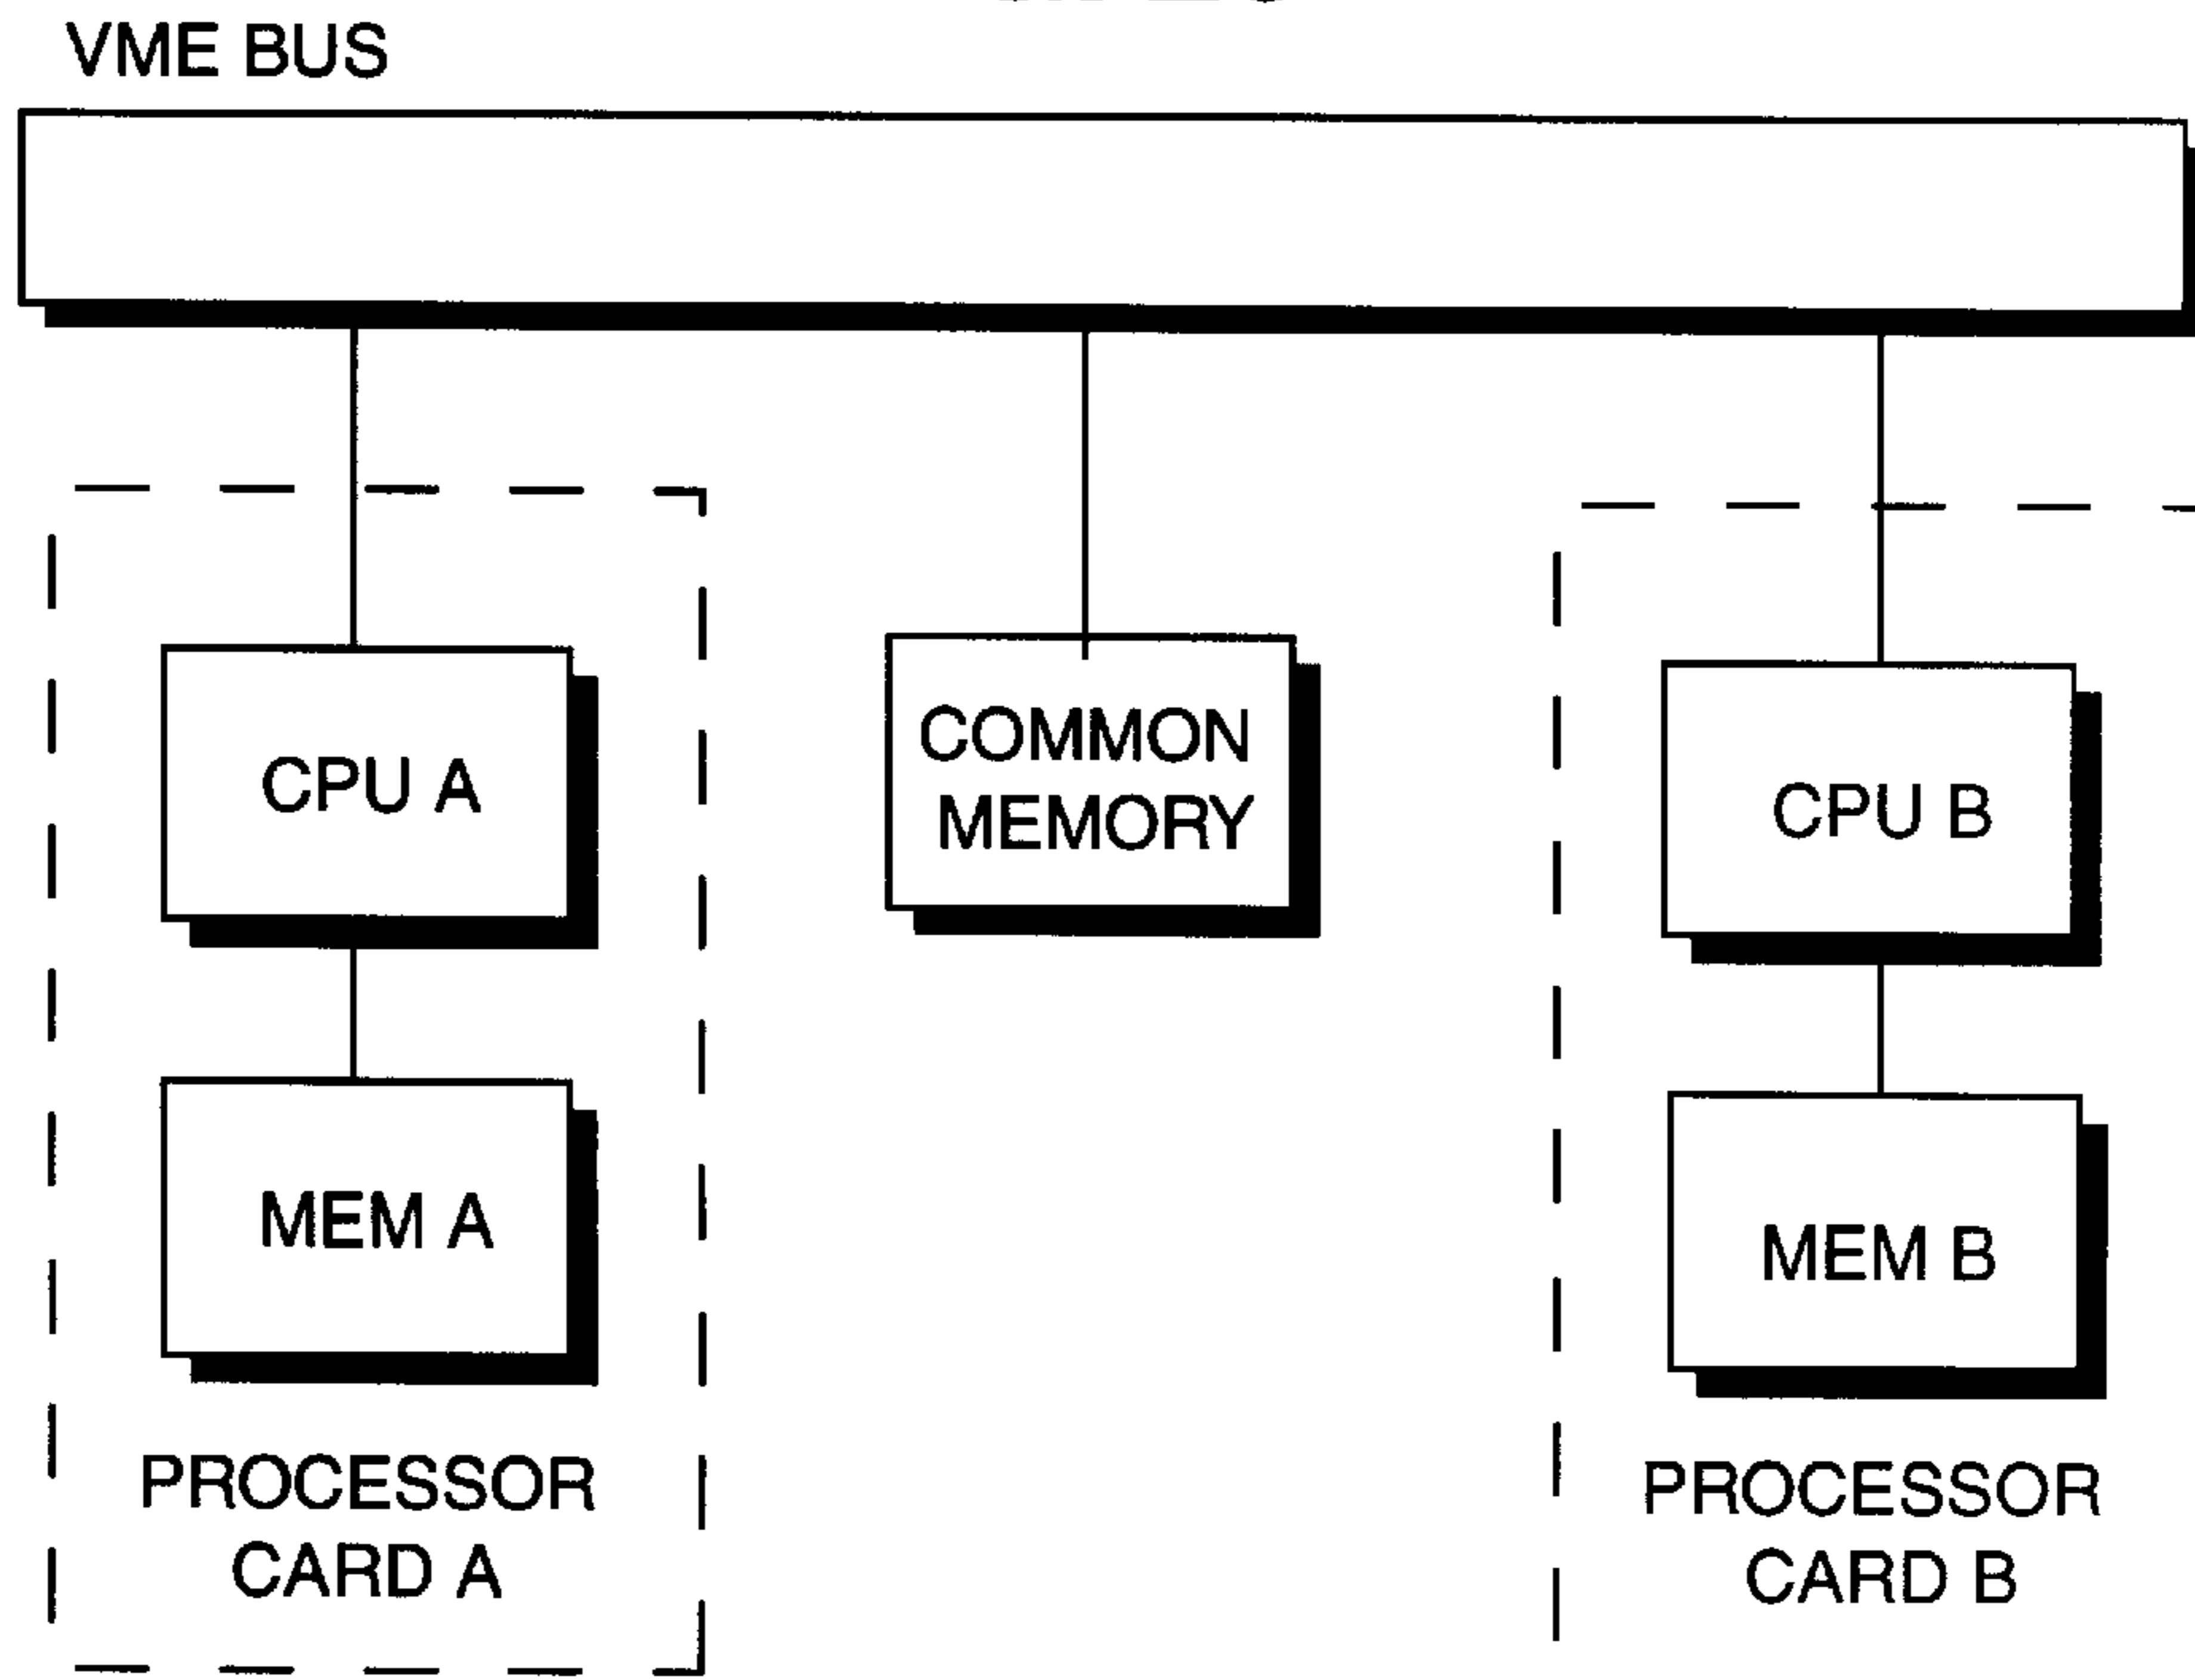 VME BUS
CPU A
COMMON
MEMORY
CPU B
MEM A
MEM B
PROCESSOR
CARD A
PROCESSOR
CARD B